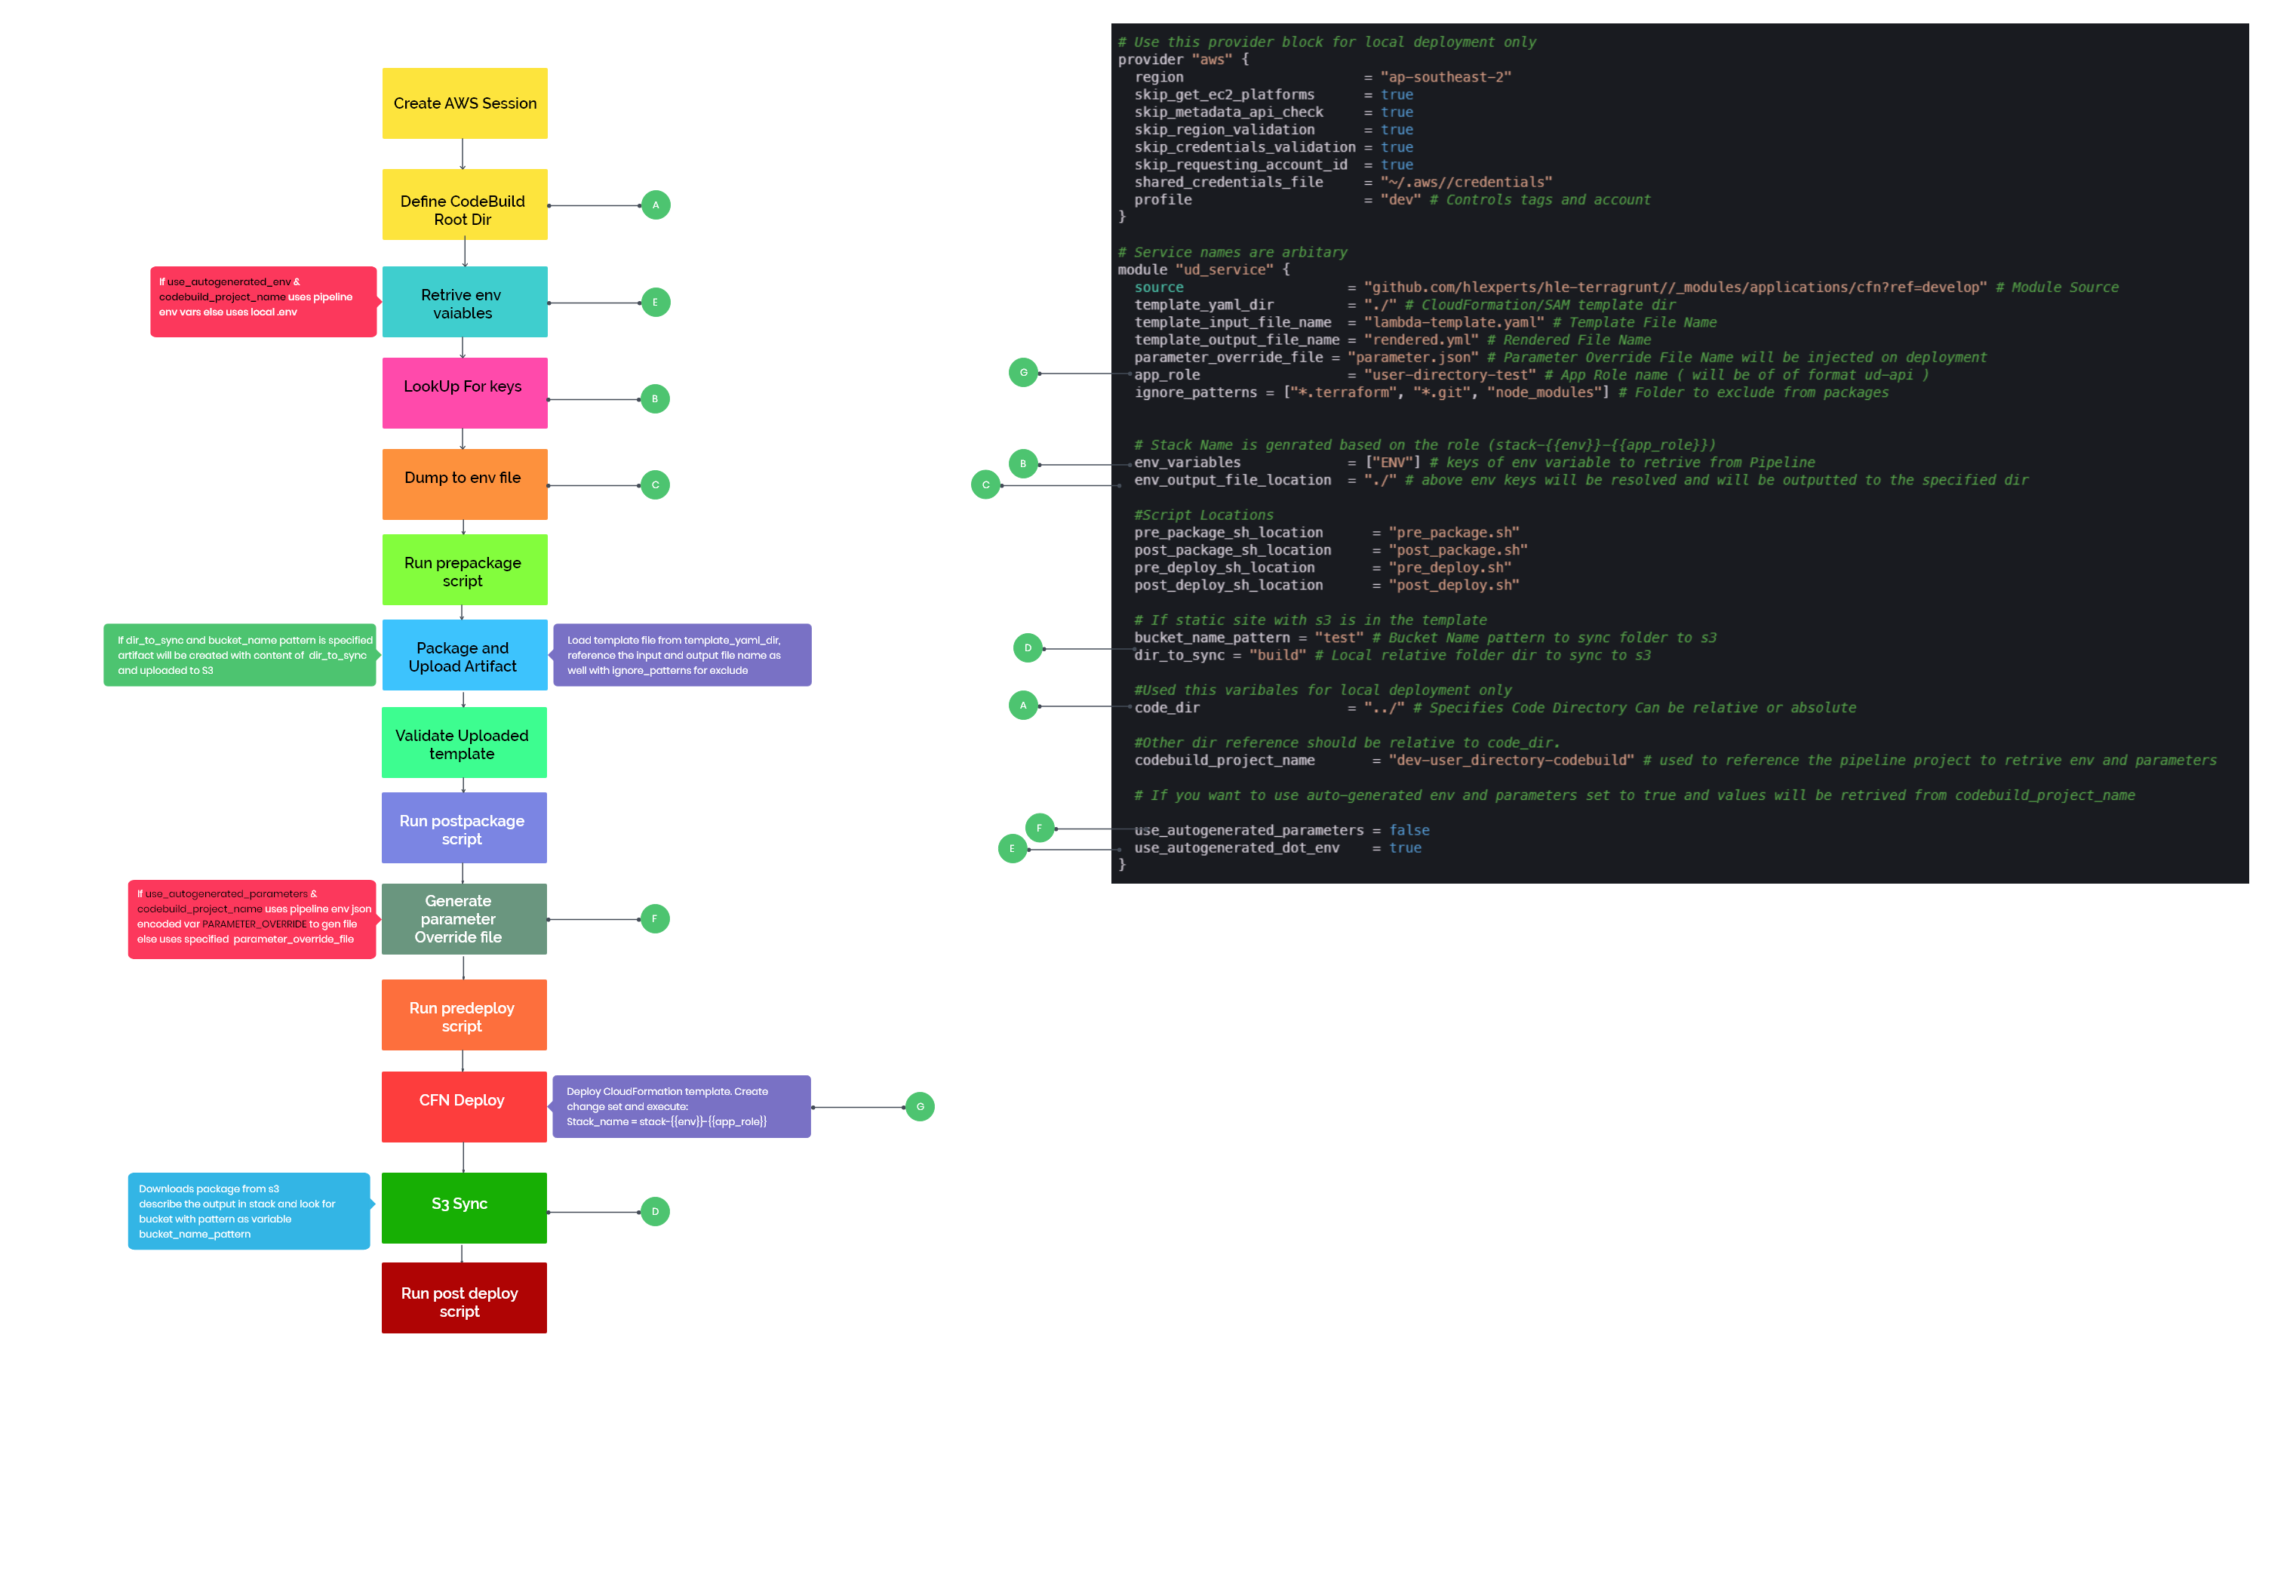 Create AWS Session
Define CodeBuild
Root Dir
A
If use_autogenerated_env &
codebuild_project_name uses pipeline
env vars else uses local .env
Retrive env
vaiables
E
LookUp For keys
B
Dump to env file
C
Run prepackage
script
If dir_to_sync and bucket_name pattern is specified
artifact will be created with content of dir_to_sync
and uploaded to S3
Package and
Upload Artifact
Load template file from template_yaml_dir,
reference the input and output file name as
well with ignore_patterns for exclude
Validate Uploaded
template
Run postpackage
script
If use_autogenerated_parameters &
codebuild_project_name uses pipeline env json
encoded var PARAMETER_OVERRIDE to gen file
else uses specified parameter_override_file
Generate
parameter
Override file
F
Run predeploy
script
CFN Deploy
Deploy CloudFormation template. Create
change set and execute:
Stack_name = stack-{{env}}-{{app_role}}
G
Downloads package from s3
describe the output in stack and look for
bucket with pattern as variable
bucket_name_pattern
S3 Sync
D
Run post deploy
script
# Use this provider block for local deployment only
provider "aws" {
region = "ap-southeast-2"
skip_get_ec2_platforms = true
skip_metadata_api_check = true
skip_region_validation = true
skip_credentials_validation = true
skip_requesting_account_id = true
shared_credentials_file = "~/.aws//credentials"
profile = "dev" # Controls tags and account
}
# Service names are arbitary
module "ud_service" {
source = "github.com/hlexperts/hle-terragrunt//_modules/applications/cfn?ref=develop" # Module Source
template_yaml_dir = "./" # CloudFormation/SAM template dir
template_input_file_name = "lambda-template.yaml" # Template File Name
template_output_file_name = "rendered.yml" # Rendered File Name
parameter_override_file = "parameter.json" # Parameter Override File Name will be injected on deployment
G
app_role = "user-directory-test" # App Role name ( will be of of format ud-api )
ignore_patterns = ["*.terraform", "*.git", "node_modules"] # Folder to exclude from packages
# Stack Name is genrated based on the role (stack-{{env}}-{{app_role}})
B
env_variables = ["ENV"] # keys of env variable to retrive from Pipeline
C
env_output_file_location = "./" # above env keys will be resolved and will be outputted to the specified dir
#Script Locations
pre_package_sh_location = "pre_package.sh"
post_package_sh_location = "post_package.sh"
pre_deploy_sh_location = "pre_deploy.sh"
post_deploy_sh_location = "post_deploy.sh"
# If static site with s3 is in the template
bucket_name_pattern = "test" # Bucket Name pattern to sync folder to s3
D
dir_to_sync = "build" # Local relative folder dir to sync to s3
#Used this varibales for local deployment only
A
code_dir = "../" # Specifies Code Directory Can be relative or absolute
#Other dir reference should be relative to code_dir.
codebuild_project_name = "dev-user_directory-codebuild" # used to reference the pipeline project to retrive env and parameters
# If you want to use auto-generated env and parameters set to true and values will be retrived from codebuild_project_name
F
use_autogenerated_parameters = false
E
use_autogenerated_dot_env = true
}